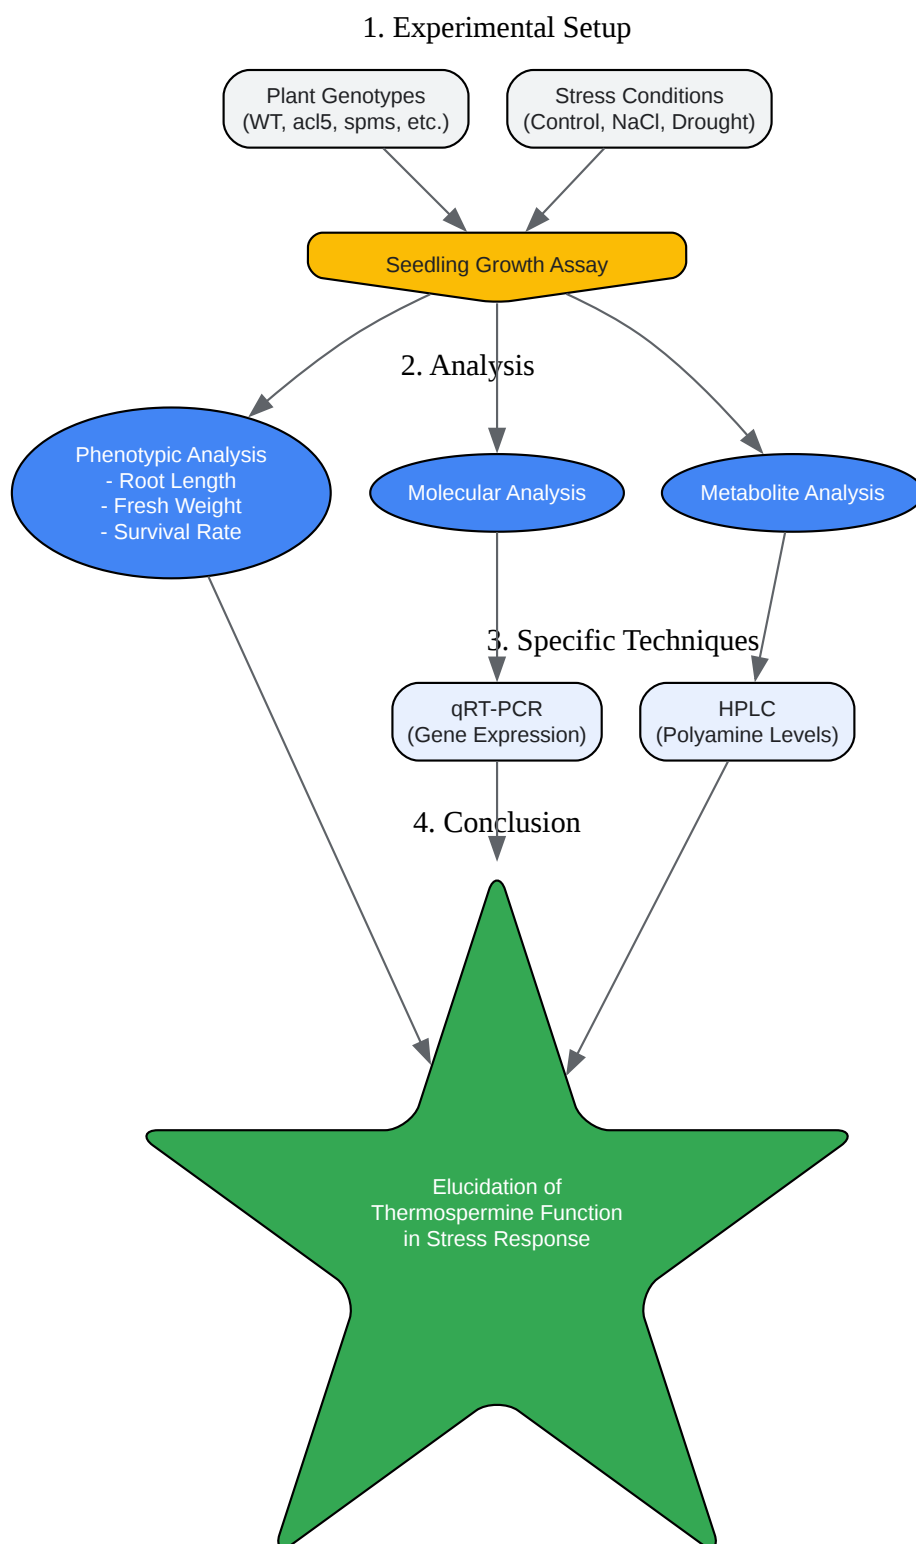 1. Experimental Setup
Plant Genotypes
(WT, acl5, spms, etc.)
Stress Conditions
(Control, NaCl, Drought)
Seedling Growth Assay
2. Analysis
Phenotypic Analysis
- Root Length
- Fresh Weight
- Survival Rate
Molecular Analysis
Metabolite Analysis
3. Specific Techniques
qRT-PCR
(Gene Expression)
HPLC
(Polyamine Levels)
4. Conclusion
Elucidation of
Thermospermine Function
in Stress Response